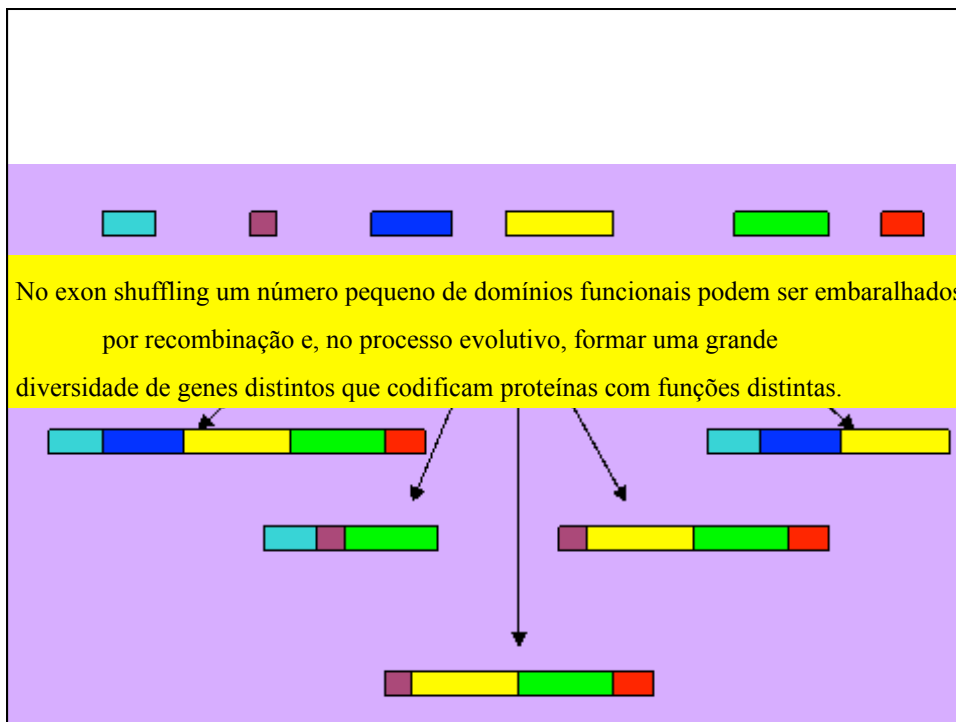 No exon shuffling um número pequeno de domínios funcionais podem ser embaralhados
por recombinação e, no processo evolutivo, formar uma grande
diversidade de genes distintos que codificam proteínas com funções distintas.